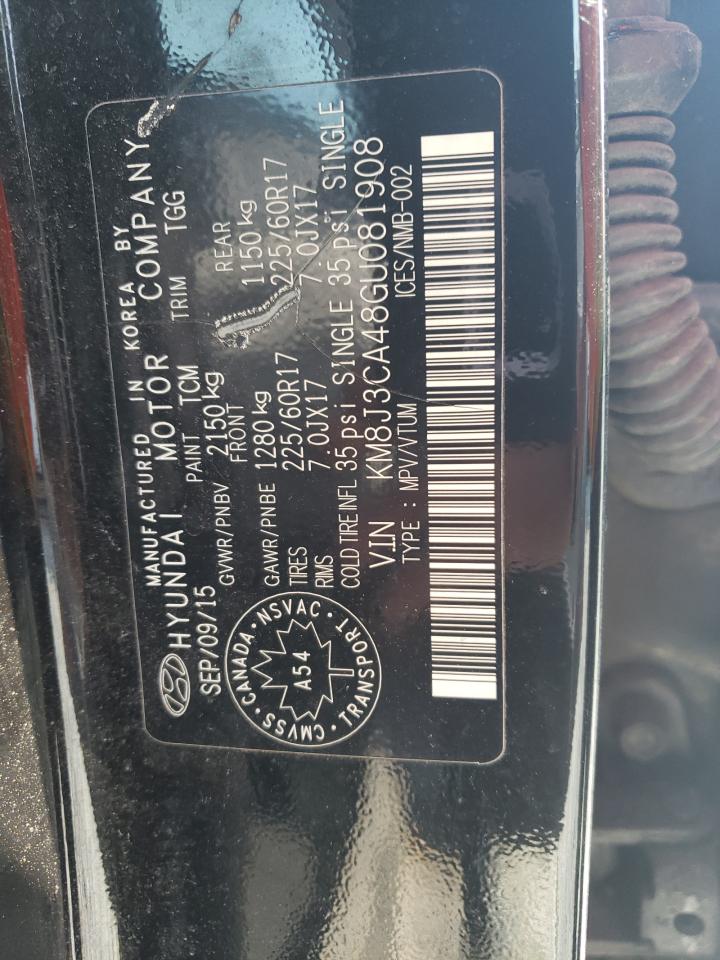 MANUFACTURED IN KOREA BY
HYUNDAI MOTOR COMPANY
SEP/09/15 PAINT TCM TRIM TGG
GVWR/PNBV 2150 kg
FRONT REAR
GAWR/PNBE 1280 kg 1150 kg
TIRES 225/60R17 225/60R17
RIMS 7.0JX17 7.0JX17
COLD TIRE INFL 35 psi SINGLE 35 psi SINGLE
VIN KM8J3CA48GU081908
TYPE : MPV/VTUM ICES/NMB-002
CANADA · NSVAC · TRANSPORT · CMVSS ·
A54